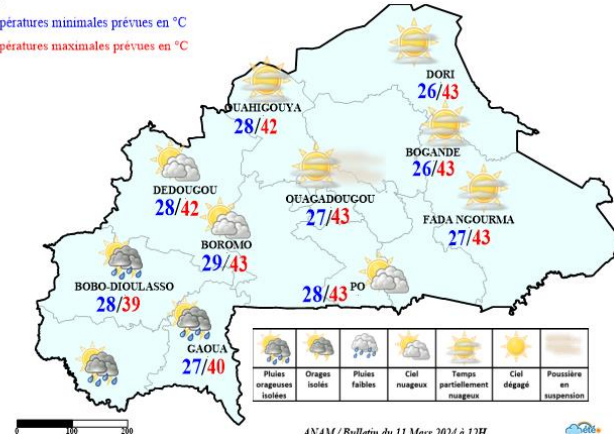 pératures minimales prévues en °C
pératures maximales prévues en °C
DORI
26/43
OUAHIGOUYA
28/42
BOGANDE
26/43
DEDOUGOU
28/42
OUAGADOUGOU
27/43
FADA NGOURMA
27/43
BOROMO
29/43
BOBO-DIOULASSO
28/39
28/43 PO
GAOUA
27/40
Pluies orageuses isolées
Orages isolés
Pluies faibles
Ciel nuageux
Temps partiellement nuageux
Ciel dégagé
Poussière en suspension
0 100 200
ANAM / Bulletin du 11 Mars 2024 à 12H
été